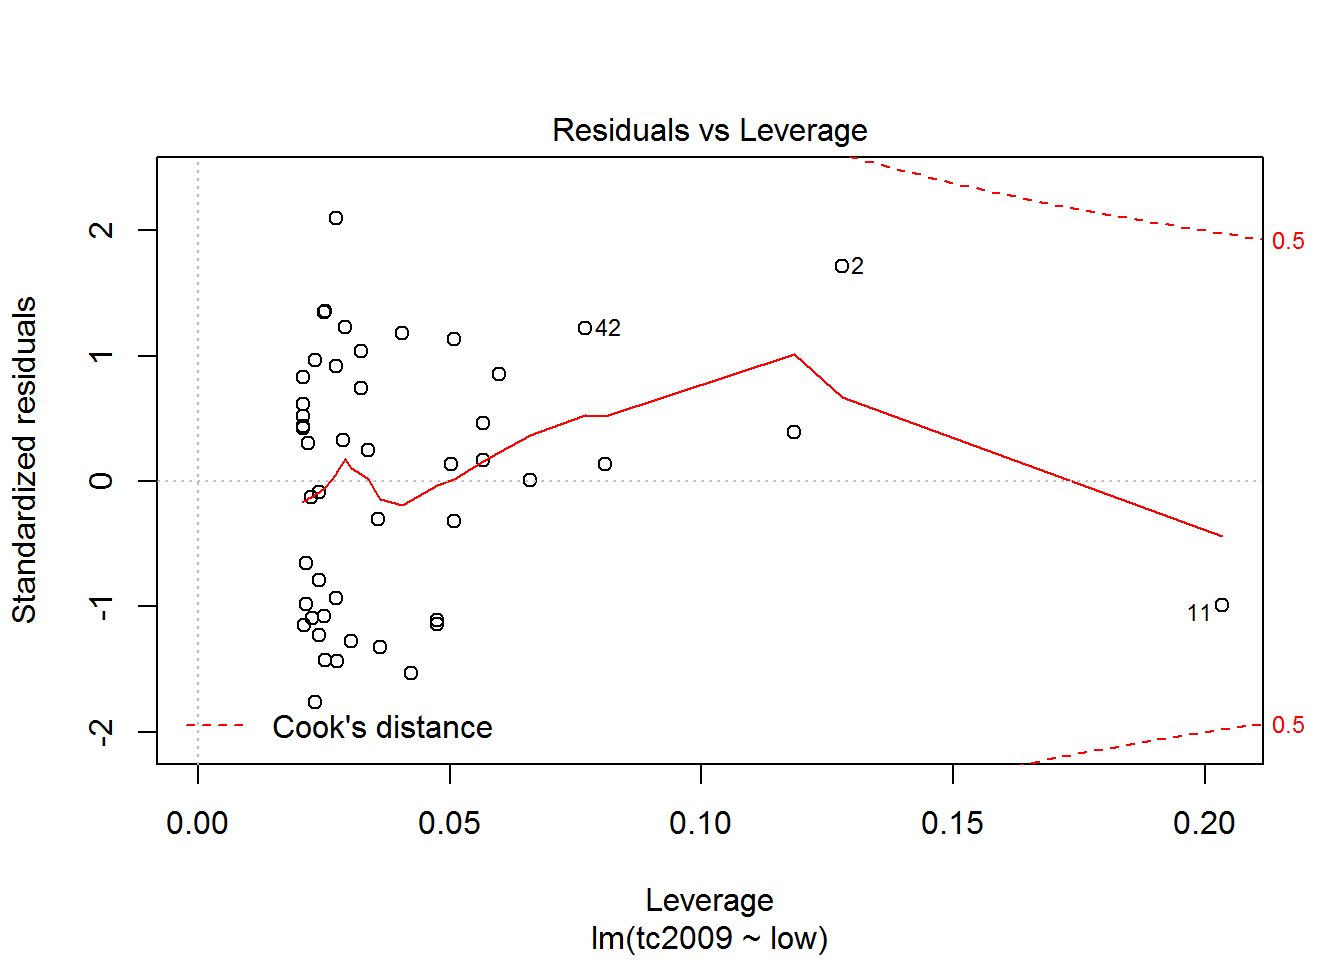 Residuals vs Leverage
Standardized residuals
2
1
0
-1
-2
0.5
2
42
11
0.5
Cook's distance
0.00 0.05 0.10 0.15 0.20
Leverage
lm(tc2009 ~ low)